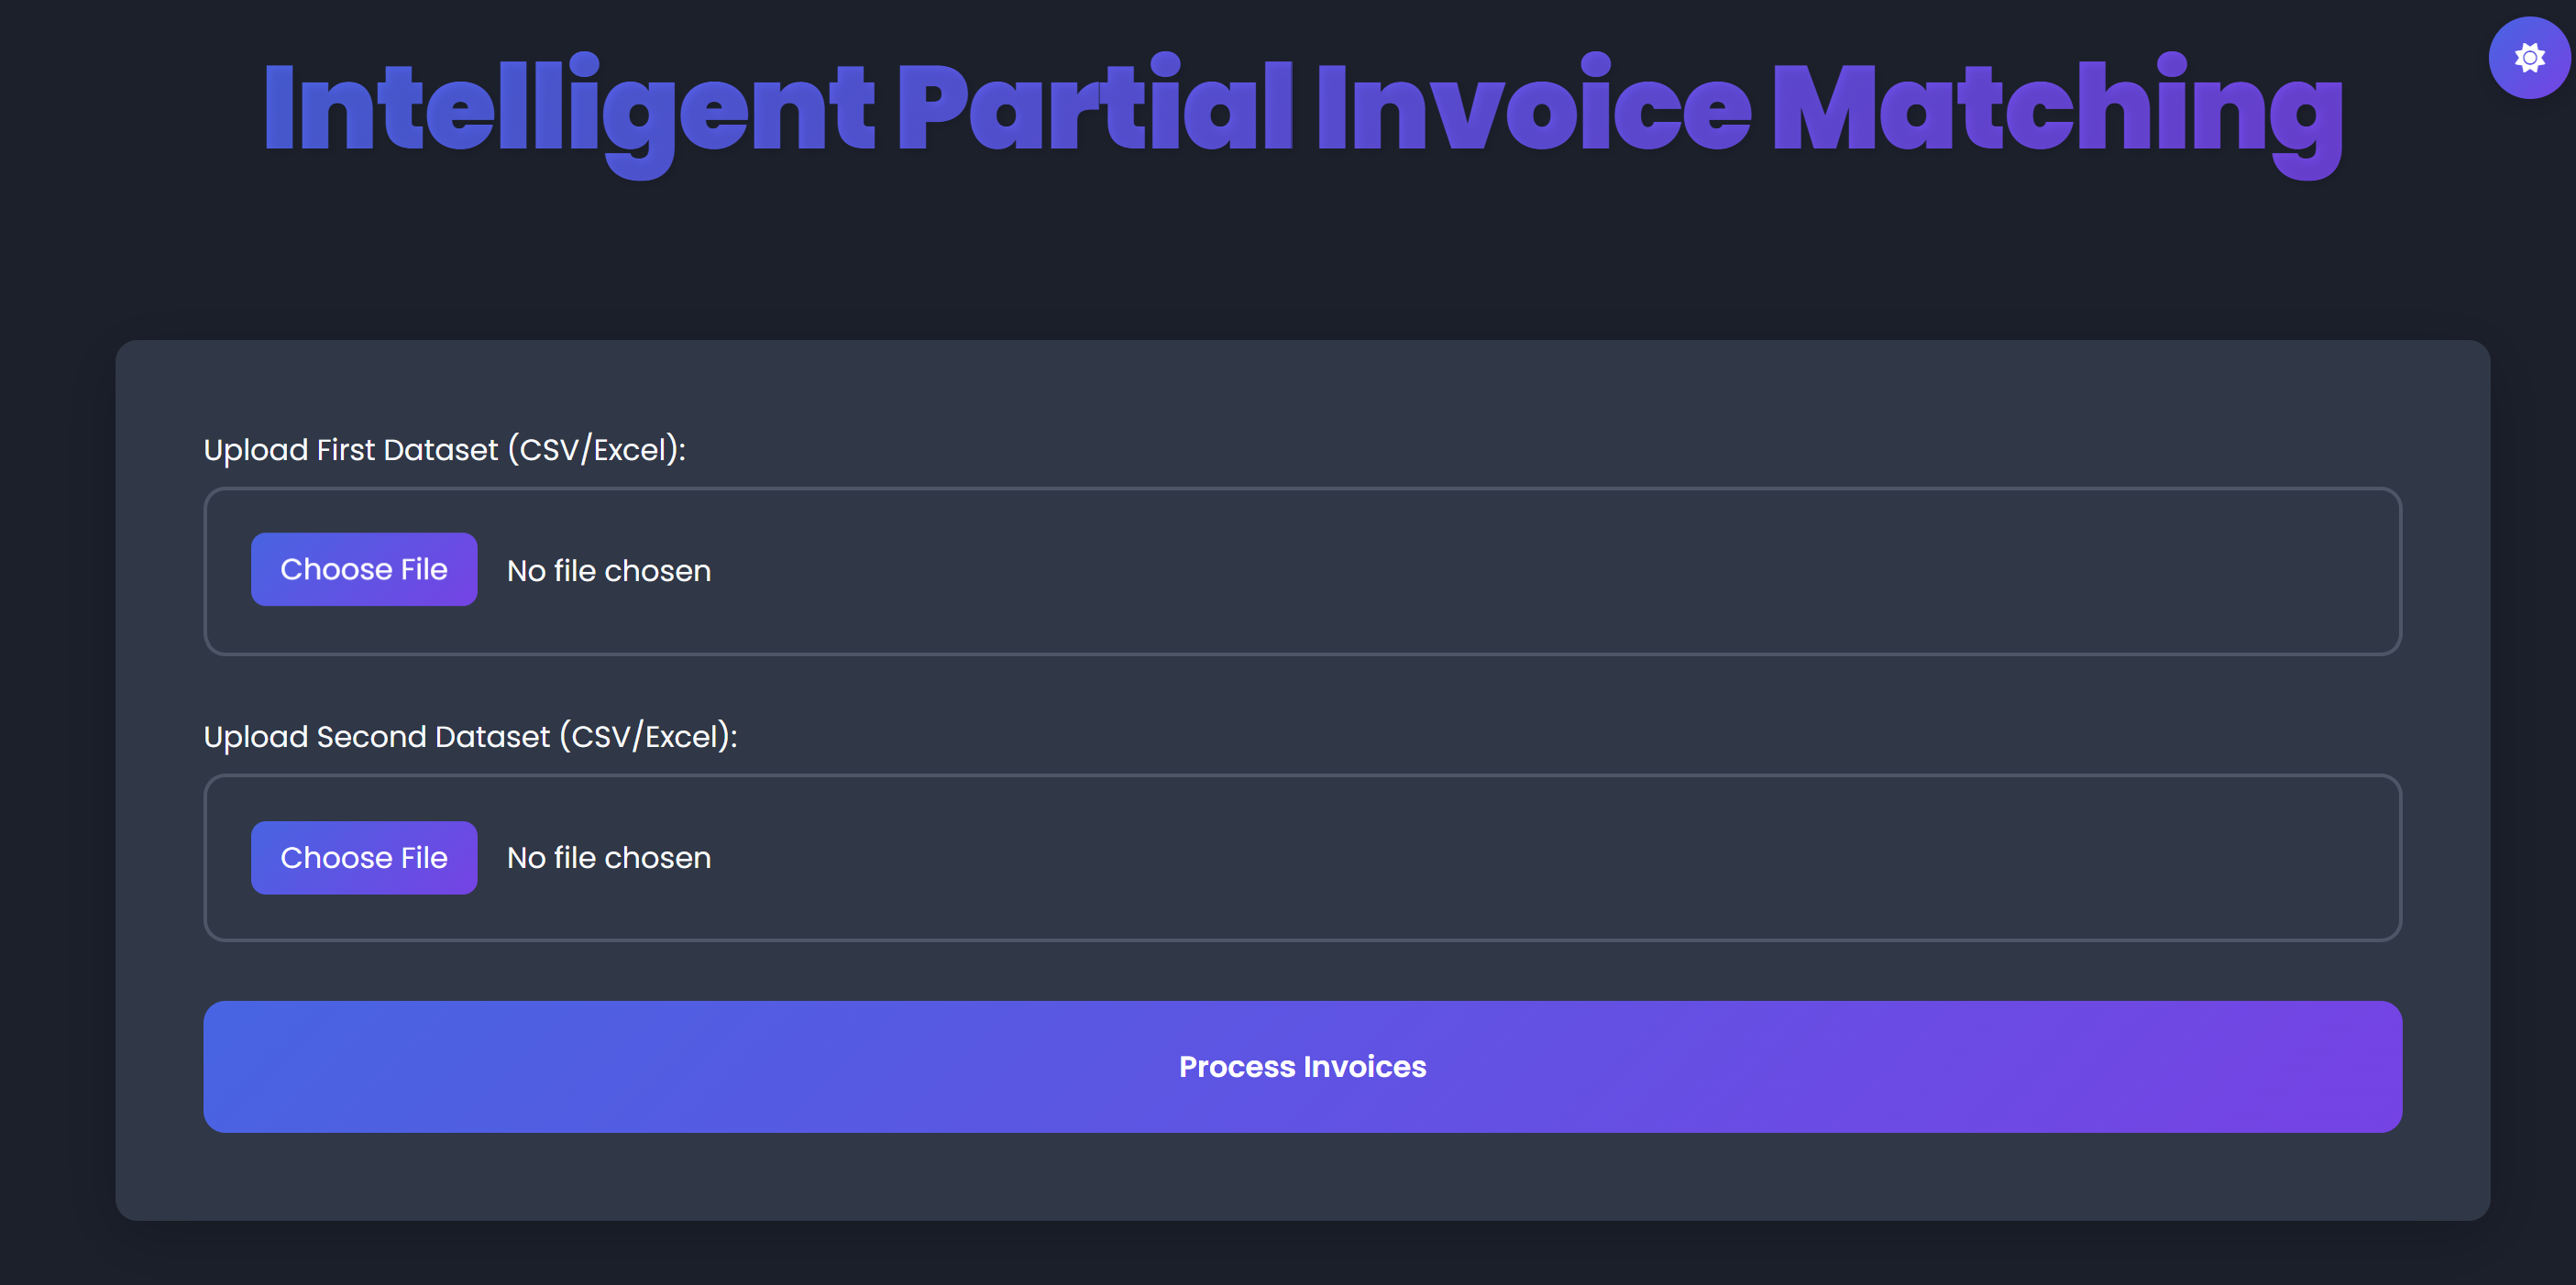 Intelligent Partial Invoice Matching
Upload First Dataset (CSV/Excel):
Choose File No file chosen
Upload Second Dataset (CSV/Excel):
Choose File No file chosen
Process Invoices